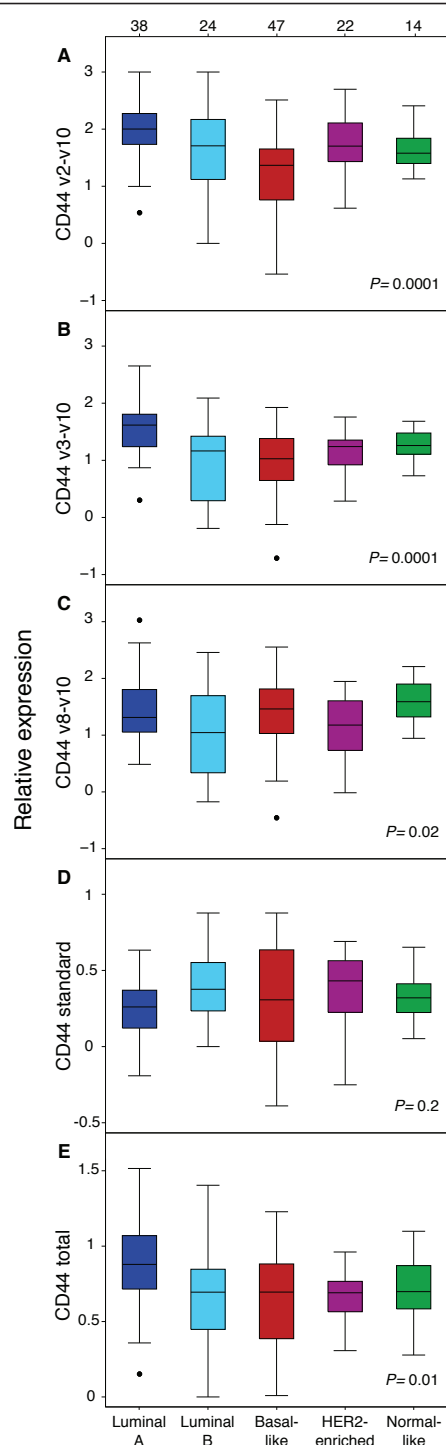 38 24 47 22 14
A
3
2
1
0
−1
CD44 v2-v10
P= 0.0001
B
3
2
1
0
−1
CD44 v3-v10
P= 0.0001
C
3
2
1
0
−1
CD44 v8-v10
P= 0.02
Relative expression
D
1
0.5
0
-0.5
CD44 standard
P= 0.2
E
1.5
1
0.5
0
CD44 total
P= 0.01
Luminal Luminal Basal- HER2- Normal-
A B like enriched like